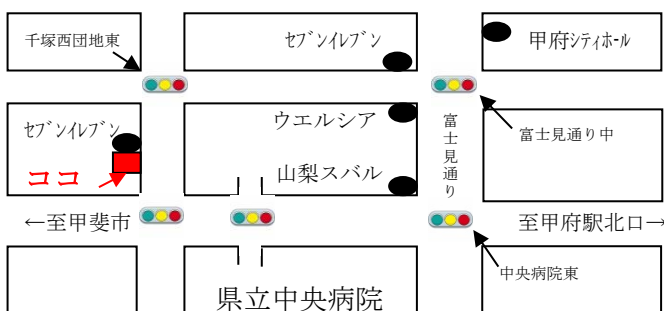 千塚西団地東
ｾﾌﾞﾝｲﾚﾌﾞﾝ
甲府ｼﾃｨﾎｰﾙ
ｾﾌﾞﾝｲﾚﾌﾞﾝ
ウエルシア
富士見通り
富士見通り中
ココ
山梨スバル
←至甲斐市
至甲府駅北口→
中央病院東
県立中央病院